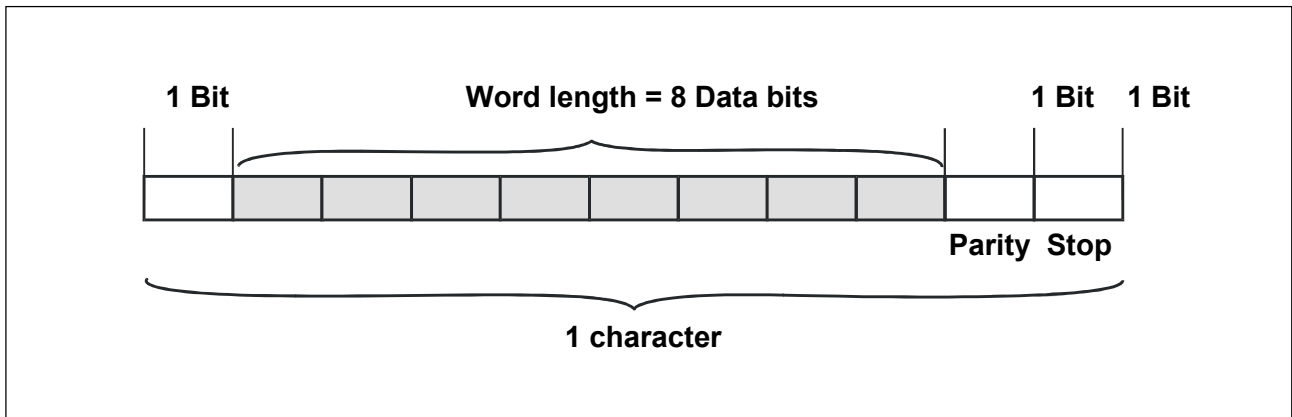 1 Bit Word length = 8 Data bits 1 Bit 1 Bit
Parity Stop
1 character